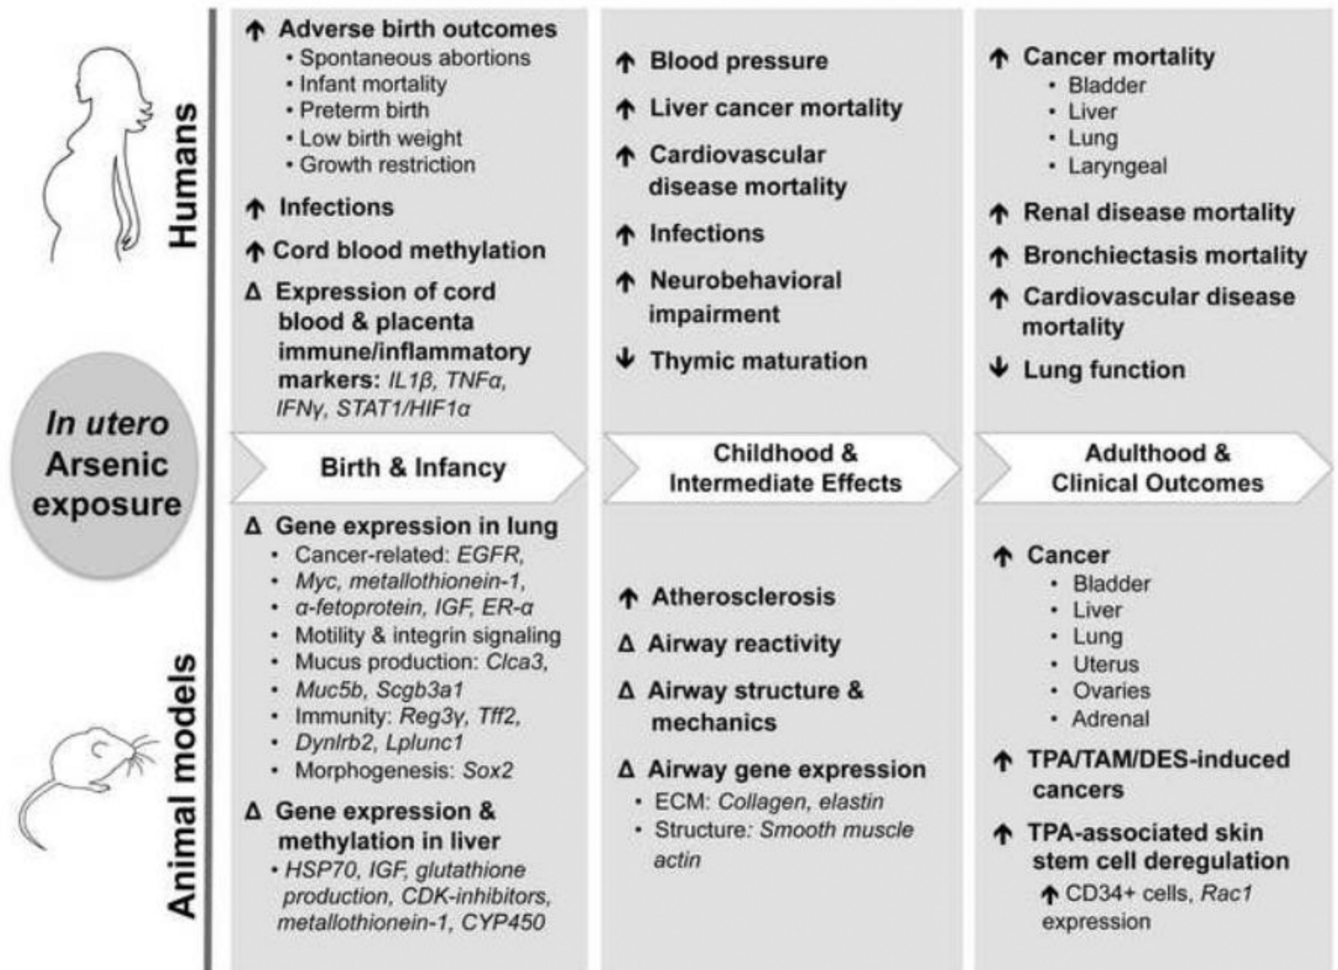 Humans
In utero
Arsenic
exposure
Animal models
↑ Adverse birth outcomes
• Spontaneous abortions
• Infant mortality
• Preterm birth
• Low birth weight
• Growth restriction
↑ Infections
↑ Cord blood methylation
Δ Expression of cord
blood & placenta
immune/inflammatory
markers: IL1β, TNFα,
IFNγ, STAT1/HIF1α
Birth & Infancy
Δ Gene expression in lung
• Cancer-related: EGFR,
• Myc, metallothionein-1,
• α-fetoprotein, IGF, ER-α
• Motility & integrin signaling
• Mucus production: Clca3,
• Muc5b, Scgb3a1
• Immunity: Reg3γ, Tff2,
• Dynlrb2, Lplunc1
• Morphogenesis: Sox2
Δ Gene expression &
methylation in liver
• HSP70, IGF, glutathione
production, CDK-inhibitors,
metallothionein-1, CYP450
↑ Blood pressure
↑ Liver cancer mortality
↑ Cardiovascular
disease mortality
↑ Infections
↑ Neurobehavioral
impairment
↓ Thymic maturation
Childhood &
Intermediate Effects
↑ Atherosclerosis
Δ Airway reactivity
Δ Airway structure &
mechanics
Δ Airway gene expression
• ECM: Collagen, elastin
• Structure: Smooth muscle
actin
↑ Cancer mortality
• Bladder
• Liver
• Lung
• Laryngeal
↑ Renal disease mortality
↑ Bronchiectasis mortality
↑ Cardiovascular disease
mortality
↓ Lung function
Adulthood &
Clinical Outcomes
↑ Cancer
• Bladder
• Liver
• Lung
• Uterus
• Ovaries
• Adrenal
↑ TPA/TAM/DES-induced
cancers
↑ TPA-associated skin
stem cell deregulation
↑ CD34+ cells, Rac1
expression